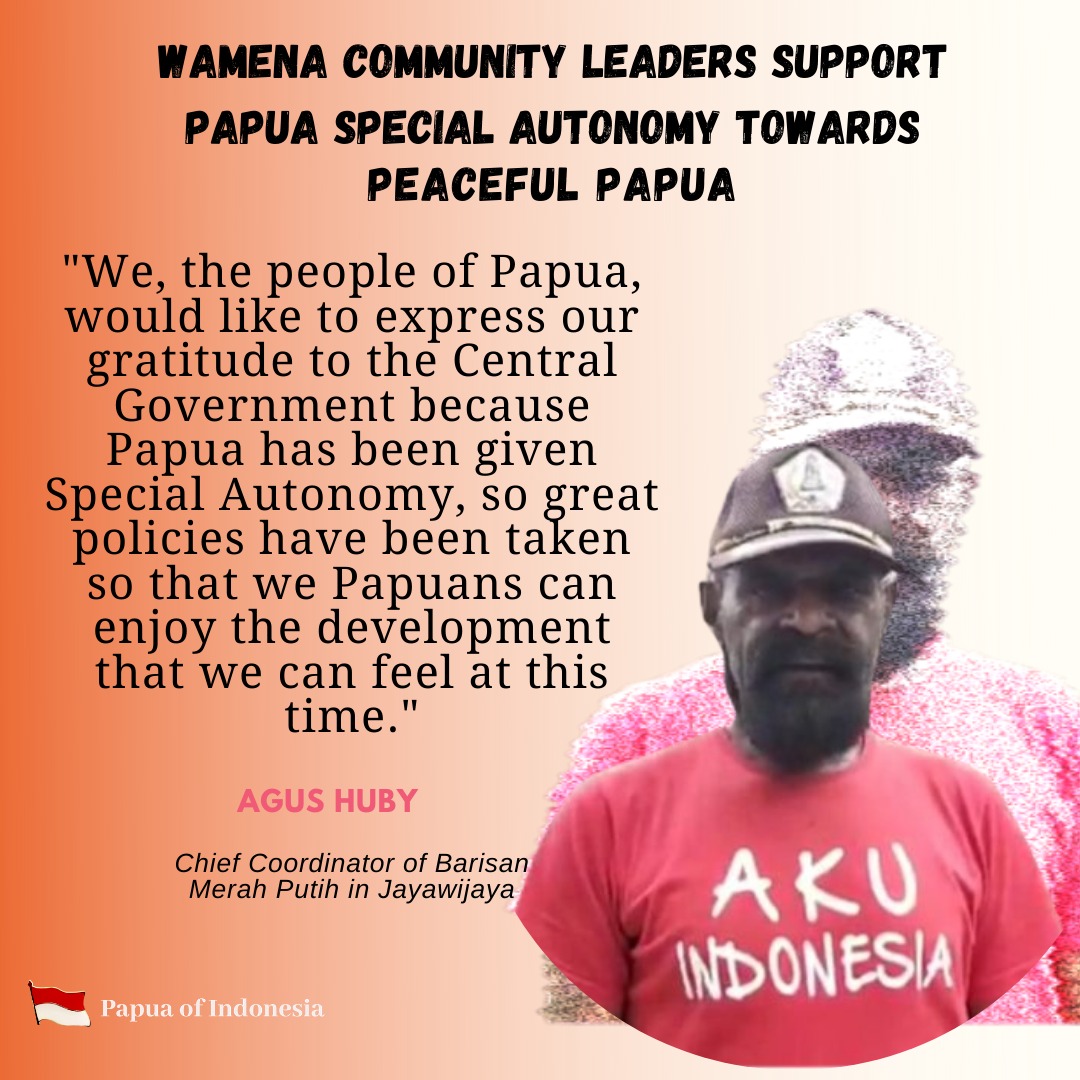 WAMENA COMMUNITY LEADERS SUPPORT
PAPUA SPECIAL AUTONOMY TOWARDS
PEACEFUL PAPUA
"We, the people of Papua,
would like to express our
gratitude to the Central
Government because
Papua has been given
Special Autonomy, so great
policies have been taken
so that we Papuans can
enjoy the development
that we can feel at this
time."
AGUS HUBY
Chief Coordinator of Barisan
Merah Putih in Jayawijaya
AKU
INDONESIA
Papua of Indonesia